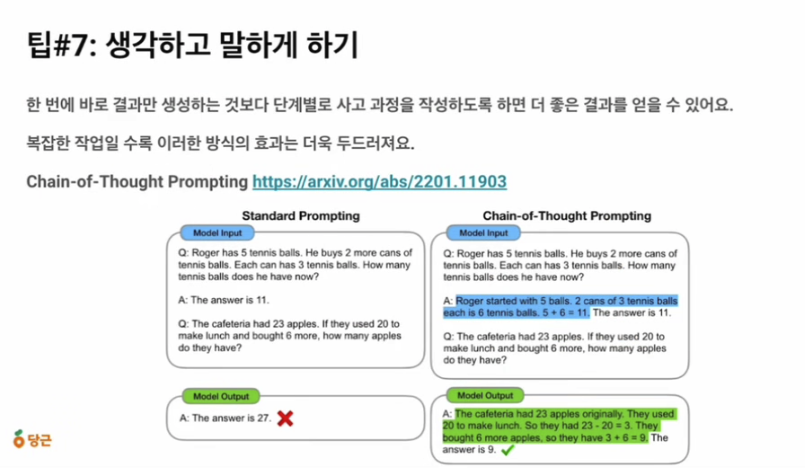 팁#7: 생각하고 말하게 하기
한 번에 바로 결과만 생성하는 것보다 단계별로 사고 과정을 작성하도록 하면 더 좋은 결과를 얻을 수 있어요.
복잡한 작업일 수록 이러한 방식의 효과는 더욱 두드러져요.
Chain-of-Thought Prompting https://arxiv.org/abs/2201.11903
Standard Prompting
Model Input
Q: Roger has 5 tennis balls. He buys 2 more cans of
tennis balls. Each can has 3 tennis balls. How many
tennis balls does he have now?
A: The answer is 11.
Q: The cafeteria had 23 apples. If they used 20 to
make lunch and bought 6 more, how many apples
do they have?
Model Output
A: The answer is 27.
Chain-of-Thought Prompting
Model Input
Q: Roger has 5 tennis balls. He buys 2 more cans of
tennis balls. Each can has 3 tennis balls. How many
tennis balls does he have now?
A: Roger started with 5 balls. 2 cans of 3 tennis balls
each is 6 tennis balls. 5 + 6 = 11. The answer is 11.
Q: The cafeteria had 23 apples. If they used 20 to
make lunch and bought 6 more, how many apples
do they have?
Model Output
A: The cafeteria had 23 apples originally. They used
20 to make lunch. So they had 23 - 20 = 3. They
bought 6 more apples, so they have 3 + 6 = 9. The
answer is 9.
당근